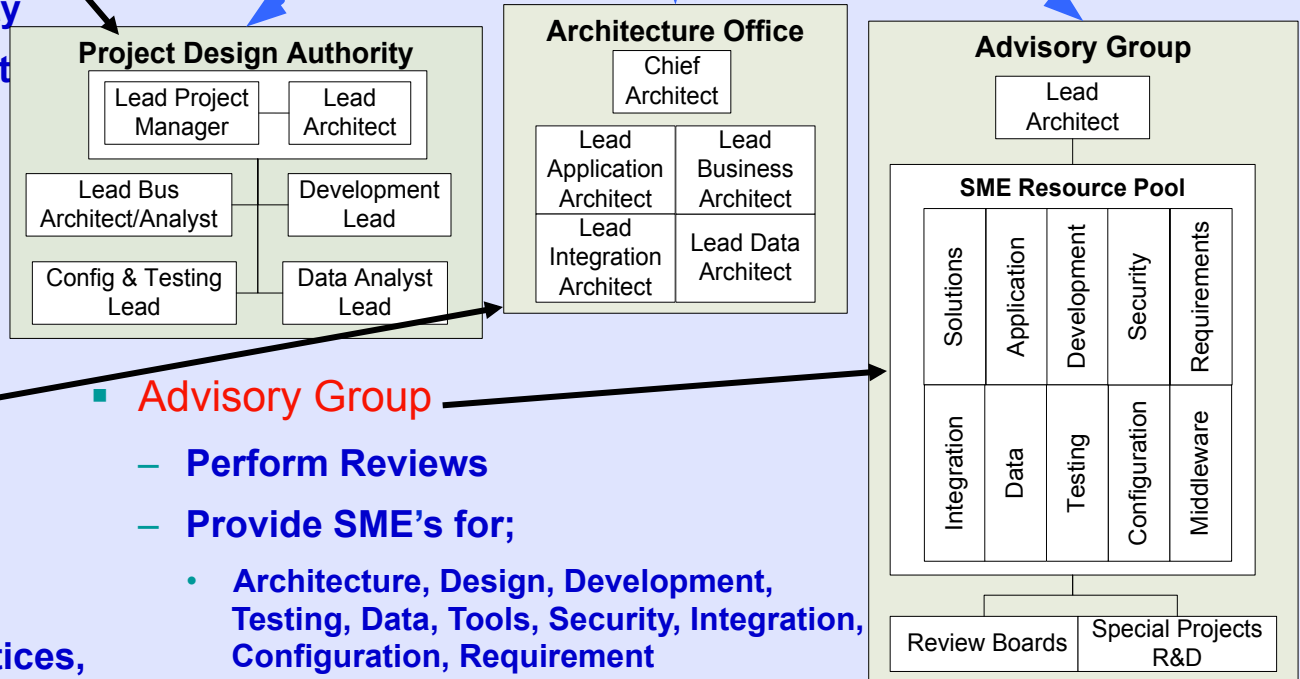 y
t
Project Design Authority
Lead Project
Manager
Lead
Architect
Lead Bus
Architect/Analyst
Development
Lead
Config & Testing
Lead
Data Analyst
Lead
Architecture Office
Chief
Architect
Lead
Application
Architect
Lead
Business
Architect
Lead
Integration
Architect
Lead Data
Architect
Advisory Group
Lead
Architect
SME Resource Pool
Solutions
Application
Development
Security
Requirements
Integration
Data
Testing
Configuration
Middleware
Review Boards
Special Projects
R&D
▪ Advisory Group
– Perform Reviews
– Provide SME's for;
• Architecture, Design, Development,
Testing, Data, Tools, Security, Integration,
Configuration, Requirement
tices,